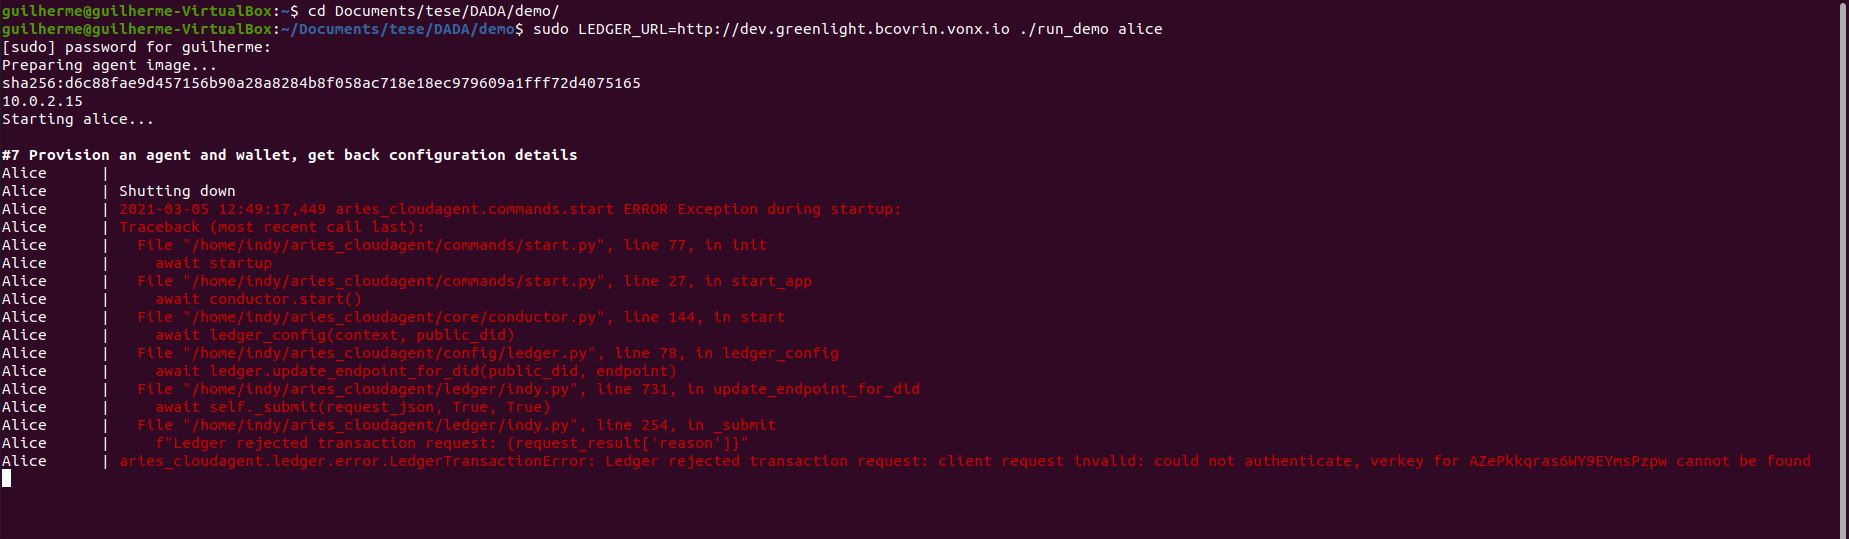 guilherme@guilherme-VirtualBox:~$ cd Documents/tese/DADA/demo/
guilherme@guilherme-VirtualBox:~/Documents/tese/DADA/demo$ sudo LEDGER_URL=http://dev.greenlight.bcovrin.vonx.io ./run_demo alice
[sudo] password for guilherme:
Preparing agent image...
sha256:d6c88fae9d457156b90a28a8284b8f058ac718e18ec979609a1fff72d4075165
10.0.2.15
Starting alice...
#7 Provision an agent and wallet, get back configuration details
Alice      |
Alice      | Shutting down
Alice      | 2021-03-05 12:49:17,449 aries_cloudagent.commands.start ERROR Exception during startup:
Alice      | Traceback (most recent call last):
Alice      |   File "/home/indy/aries_cloudagent/commands/start.py", line 77, in init
Alice      |     await startup
Alice      |   File "/home/indy/aries_cloudagent/commands/start.py", line 27, in start_app
Alice      |     await conductor.start()
Alice      |   File "/home/indy/aries_cloudagent/core/conductor.py", line 144, in start
Alice      |     await ledger_config(context, public_did)
Alice      |   File "/home/indy/aries_cloudagent/config/ledger.py", line 78, in ledger_config
Alice      |     await ledger.update_endpoint_for_did(public_did, endpoint)
Alice      |   File "/home/indy/aries_cloudagent/ledger/indy.py", line 731, in update_endpoint_for_did
Alice      |     await self._submit(request_json, True, True)
Alice      |   File "/home/indy/aries_cloudagent/ledger/indy.py", line 254, in _submit
Alice      |     f"Ledger rejected transaction request: {request_result['reason']}"
Alice      | aries_cloudagent.ledger.error.LedgerTransactionError: Ledger rejected transaction request: client request invalid: could not authenticate, verkey for AZePkkqras6WY9EYmsPzpw cannot be found